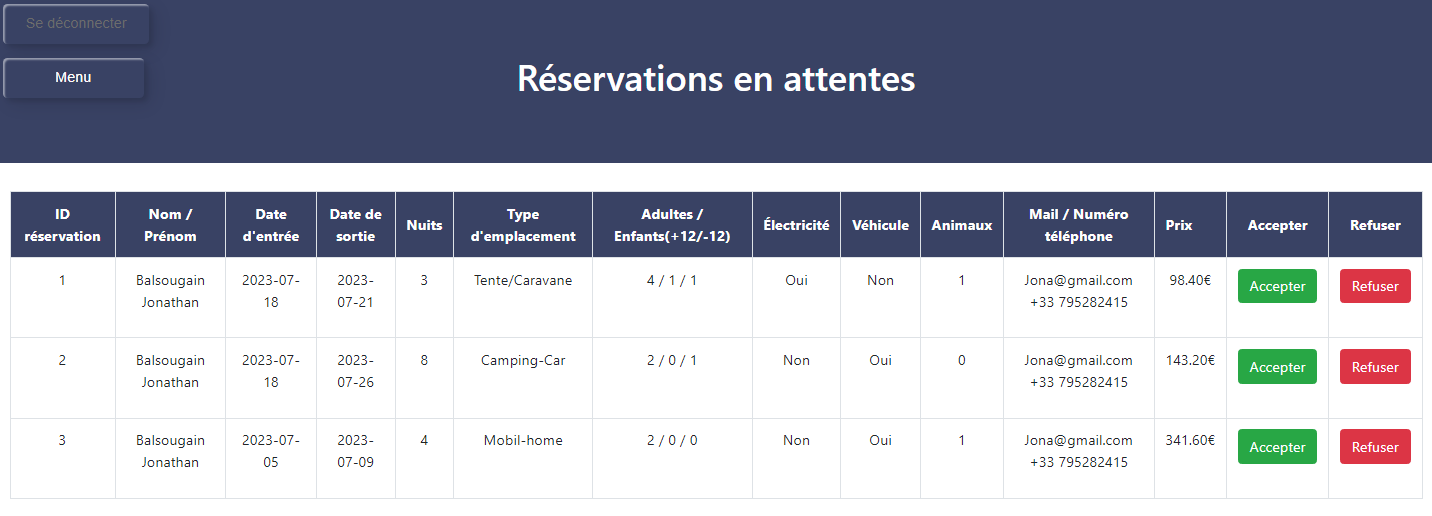 Se déconnecter
Menu
Réservations en attentes
ID réservation Nom / Prénom Date d'entrée Date de sortie Nuits Type d'emplacement Adultes / Enfants(+12/-12) Électricité Véhicule Animaux Mail / Numéro téléphone Prix Accepter Refuser
1 Balsougain Jonathan 2023-07-18 2023-07-21 3 Tente/Caravane 4 / 1 / 1 Oui Non 1 Jona@gmail.com +33 795282415 98.40€ Accepter Refuser
2 Balsougain Jonathan 2023-07-18 2023-07-26 8 Camping-Car 2 / 0 / 1 Non Oui 0 Jona@gmail.com +33 795282415 143.20€ Accepter Refuser
3 Balsougain Jonathan 2023-07-05 2023-07-09 4 Mobil-home 2 / 0 / 0 Non Oui 1 Jona@gmail.com +33 795282415 341.60€ Accepter Refuser